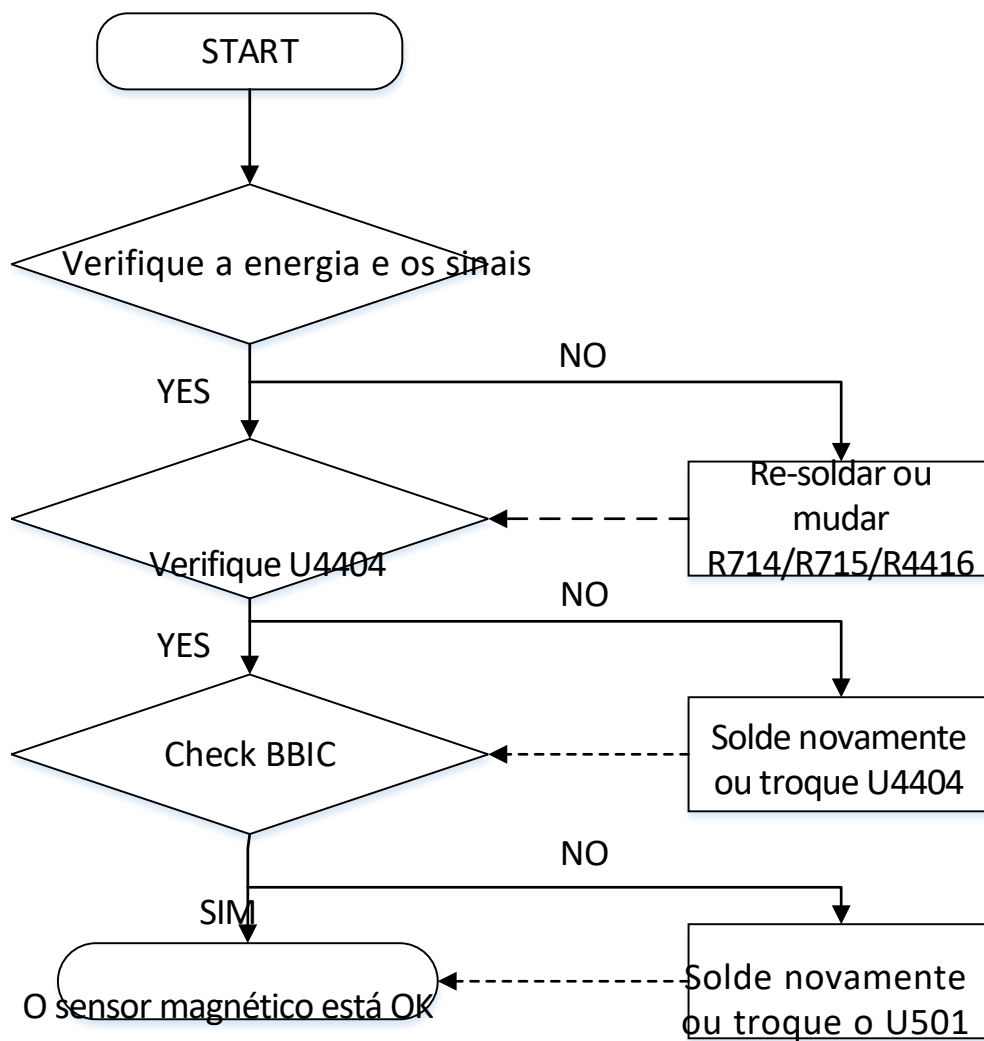 START
Verifique a energia e os sinais
NO
YES
Re-soldar ou
mudar
R714/R715/R4416
Verifique U4404
NO
YES
Solde novamente
ou troque U4404
Check BBIC
NO
SIM
Solde novamente
ou troque o U501
O sensor magnético está OK